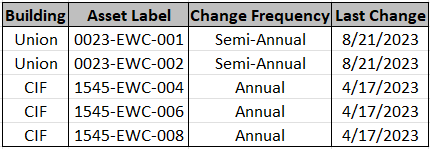 Building Asset Label Change Frequency Last Change
Union 0023-EWC-001 Semi-Annual 8/21/2023
Union 0023-EWC-002 Semi-Annual 8/21/2023
CIF 1545-EWC-004 Annual 4/17/2023
CIF 1545-EWC-006 Annual 4/17/2023
CIF 1545-EWC-008 Annual 4/17/2023